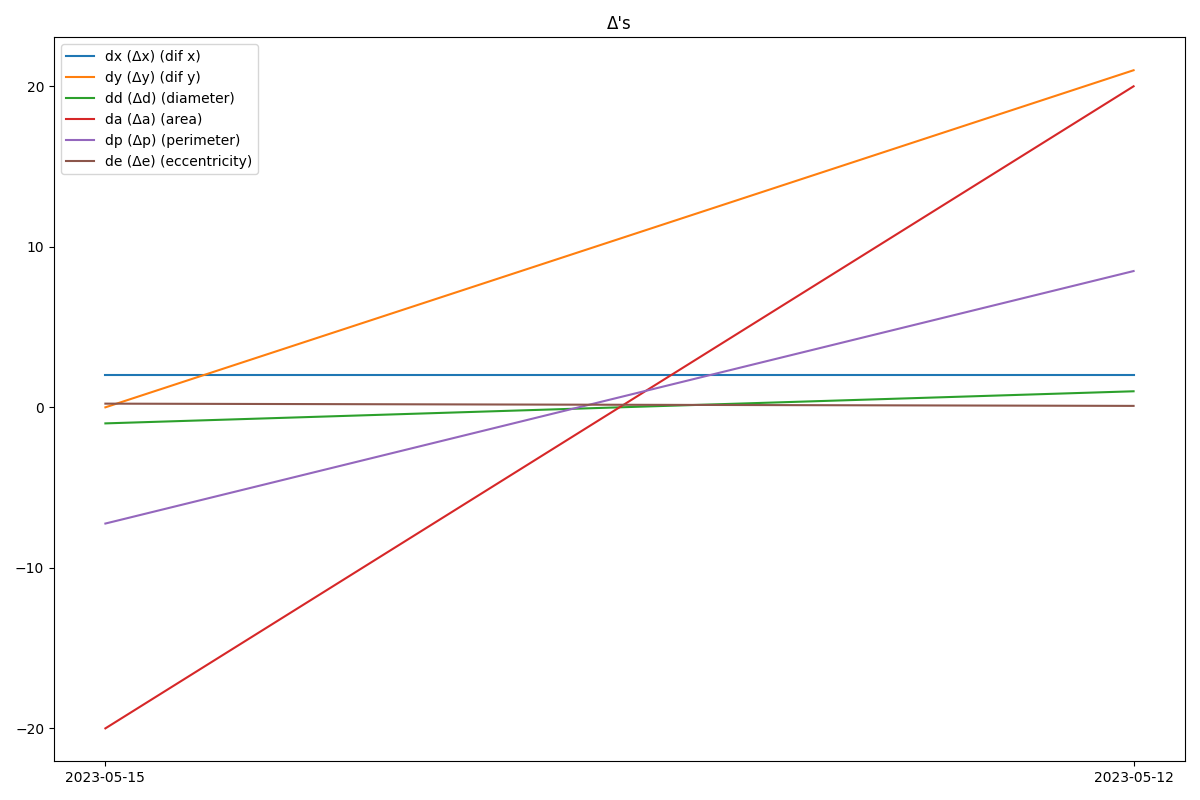 Δ's
dx (Δx) (dif x)
dy (Δy) (dif y)
dd (Δd) (diameter)
da (Δa) (area)
dp (Δp) (perimeter)
de (Δe) (eccentricity)
20
10
0
−10
−20
2023-05-15 2023-05-12